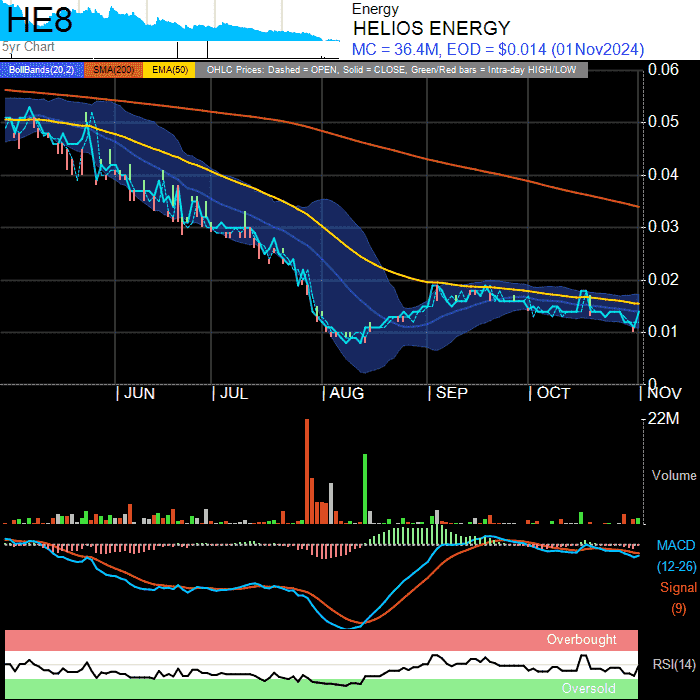 HE8
5yr Chart
Energy
HELIOS ENERGY
MC = 36.4M, EOD = $0.014 (01Nov2024)
BollBands(20,2) SMA(200) EMA(50) OHLC Prices: Dashed = OPEN, Solid = CLOSE, Green/Red bars = Intra-day HIGH/LOW
0.06
0.05
0.04
0.03
0.02
0.01
0
| JUN | JUL | AUG | SEP | OCT | NOV
22M
Volume
MACD
(12-26)
Signal
(9)
Overbought
RSI(14)
Oversold